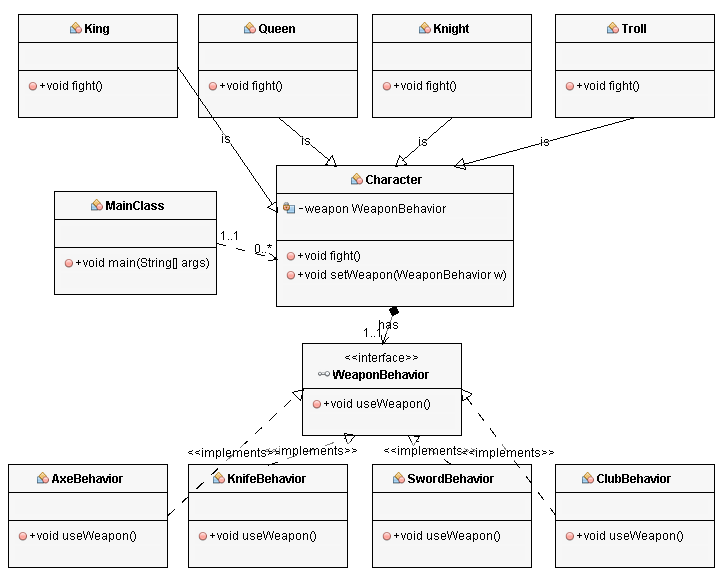 King
Queen
Knight
Troll
+void fight()
+void fight()
+void fight()
+void fight()
is
is
is
is
Character
-weapon WeaponBehavior
+void fight()
+void setWeapon(WeaponBehavior w)
MainClass
+void main(String[] args)
1..1
0..*
has
1..1
<<interface>>
WeaponBehavior
+void useWeapon()
<<implements>>
<<implements>>
<<implements>>
<<implements>>
AxeBehavior
KnifeBehavior
SwordBehavior
ClubBehavior
+void useWeapon()
+void useWeapon()
+void useWeapon()
+void useWeapon()